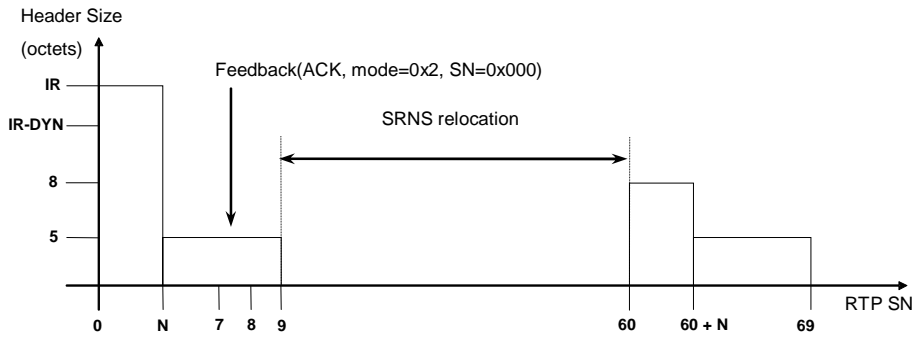 Header Size
(octets)
Feedback(ACK, mode=0x2, SN=0x000)
IR
SRNS relocation
IR-DYN
8
5
RTP SN
0 N 7 8 9 60 60 + N 69